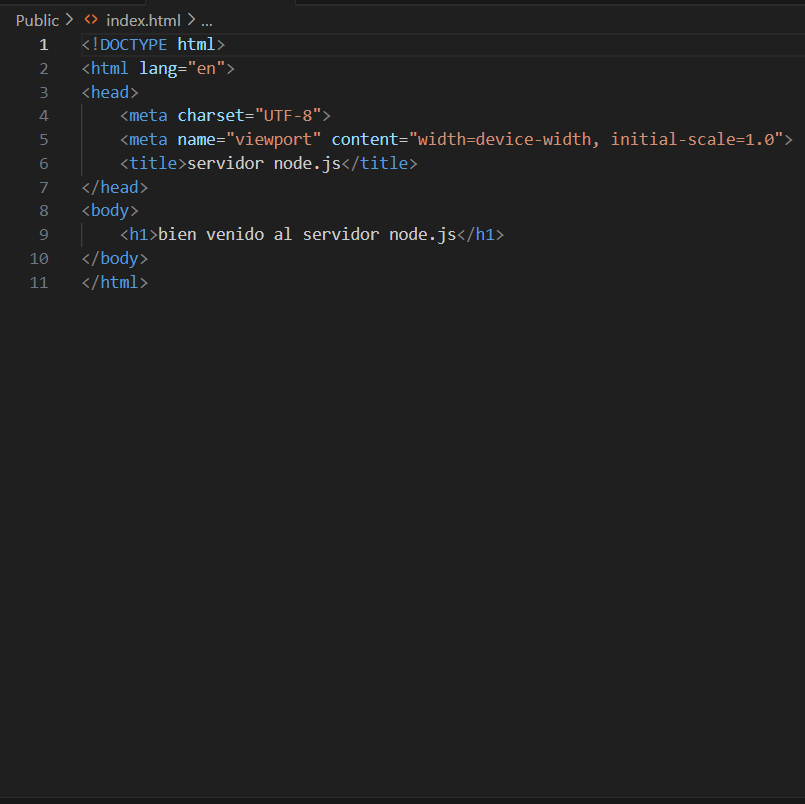 Public > <> index.html > ...
1 <!DOCTYPE html>
2 <html lang="en">
3 <head>
4     <meta charset="UTF-8">
5     <meta name="viewport" content="width=device-width, initial-scale=1.0">
6     <title>servidor node.js</title>
7 </head>
8 <body>
9     <h1>bien venido al servidor node.js</h1>
10 </body>
11 </html>